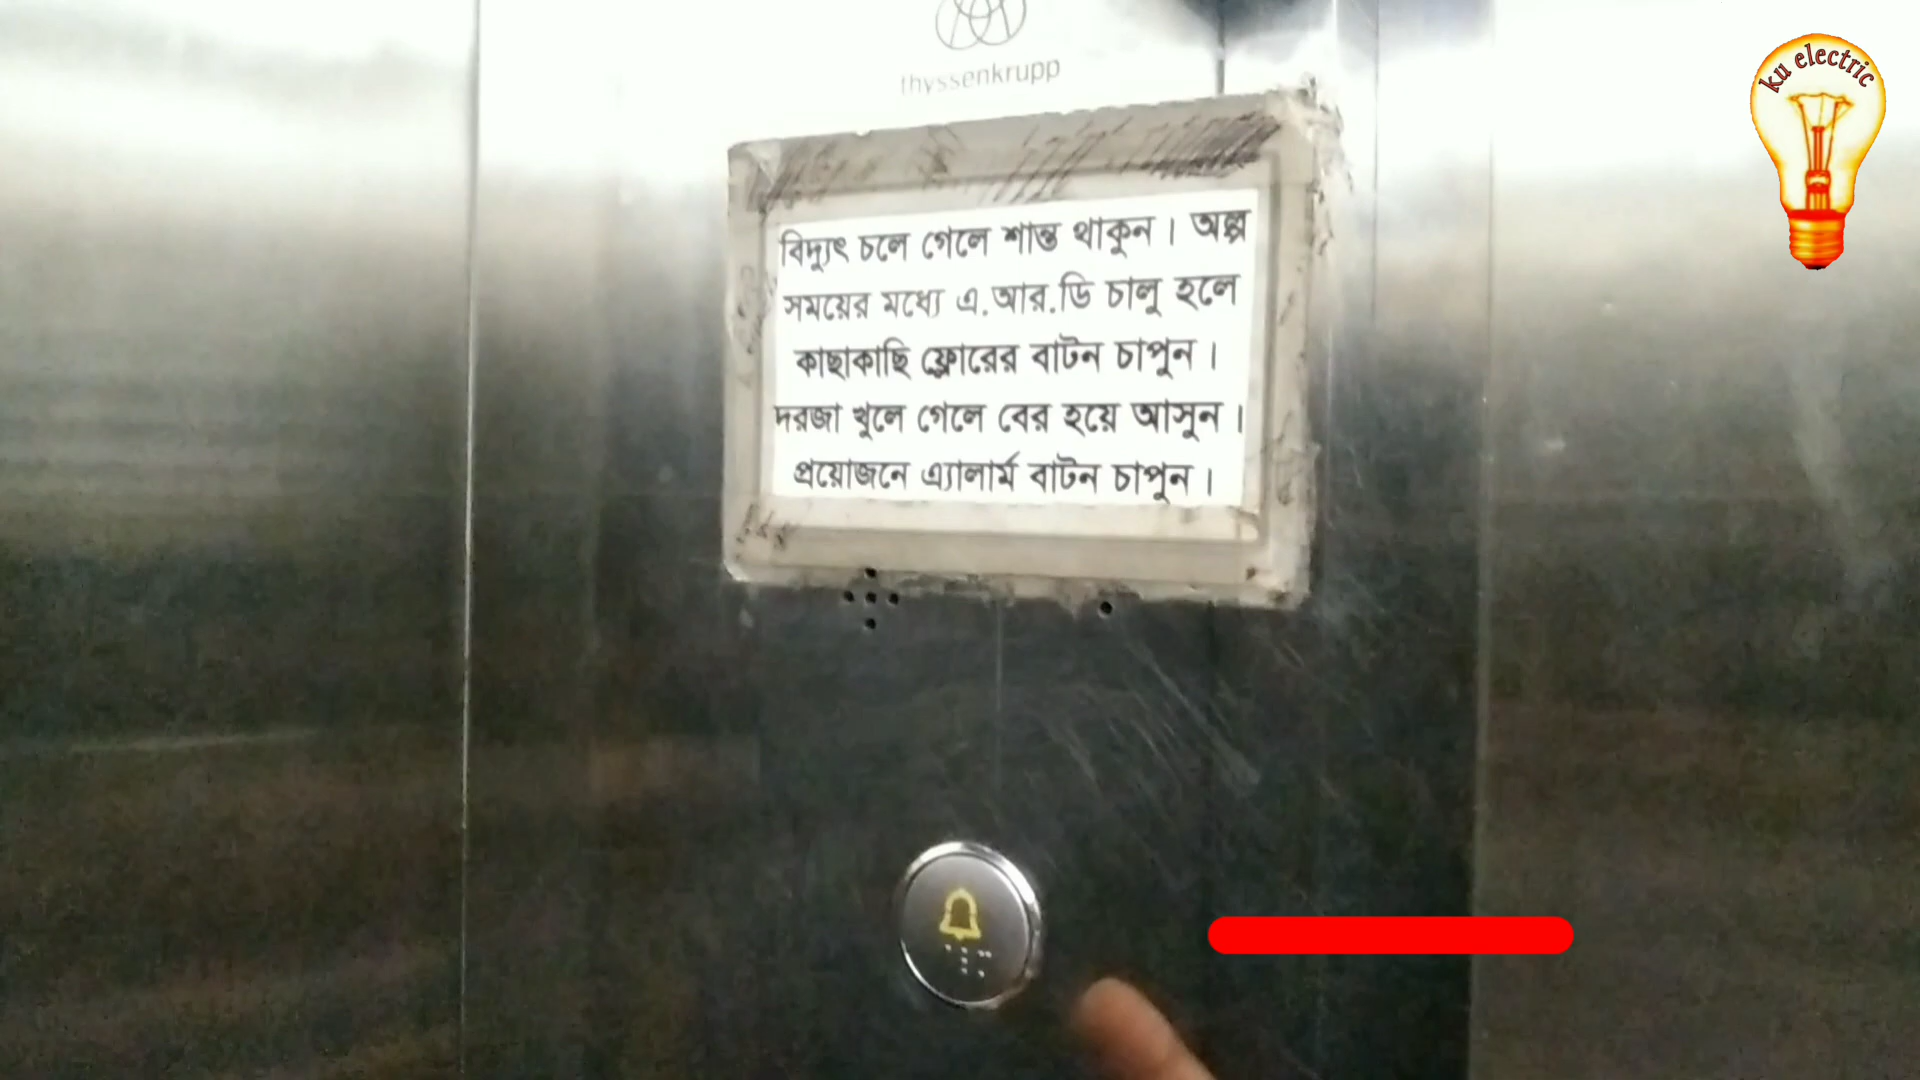 thyssenkrupp
ku electric
বিদ্যুৎ চলে গেলে শান্ত থাকুন। অল্প
সময়ের মধ্যে এ.আর.ডি চালু হলে
কাছাকাছি ফ্লোরের বাটন চাপুন।
দরজা খুলে গেলে বের হয়ে আসুন।
প্রয়োজনে এ্যালার্ম বাটন চাপুন।